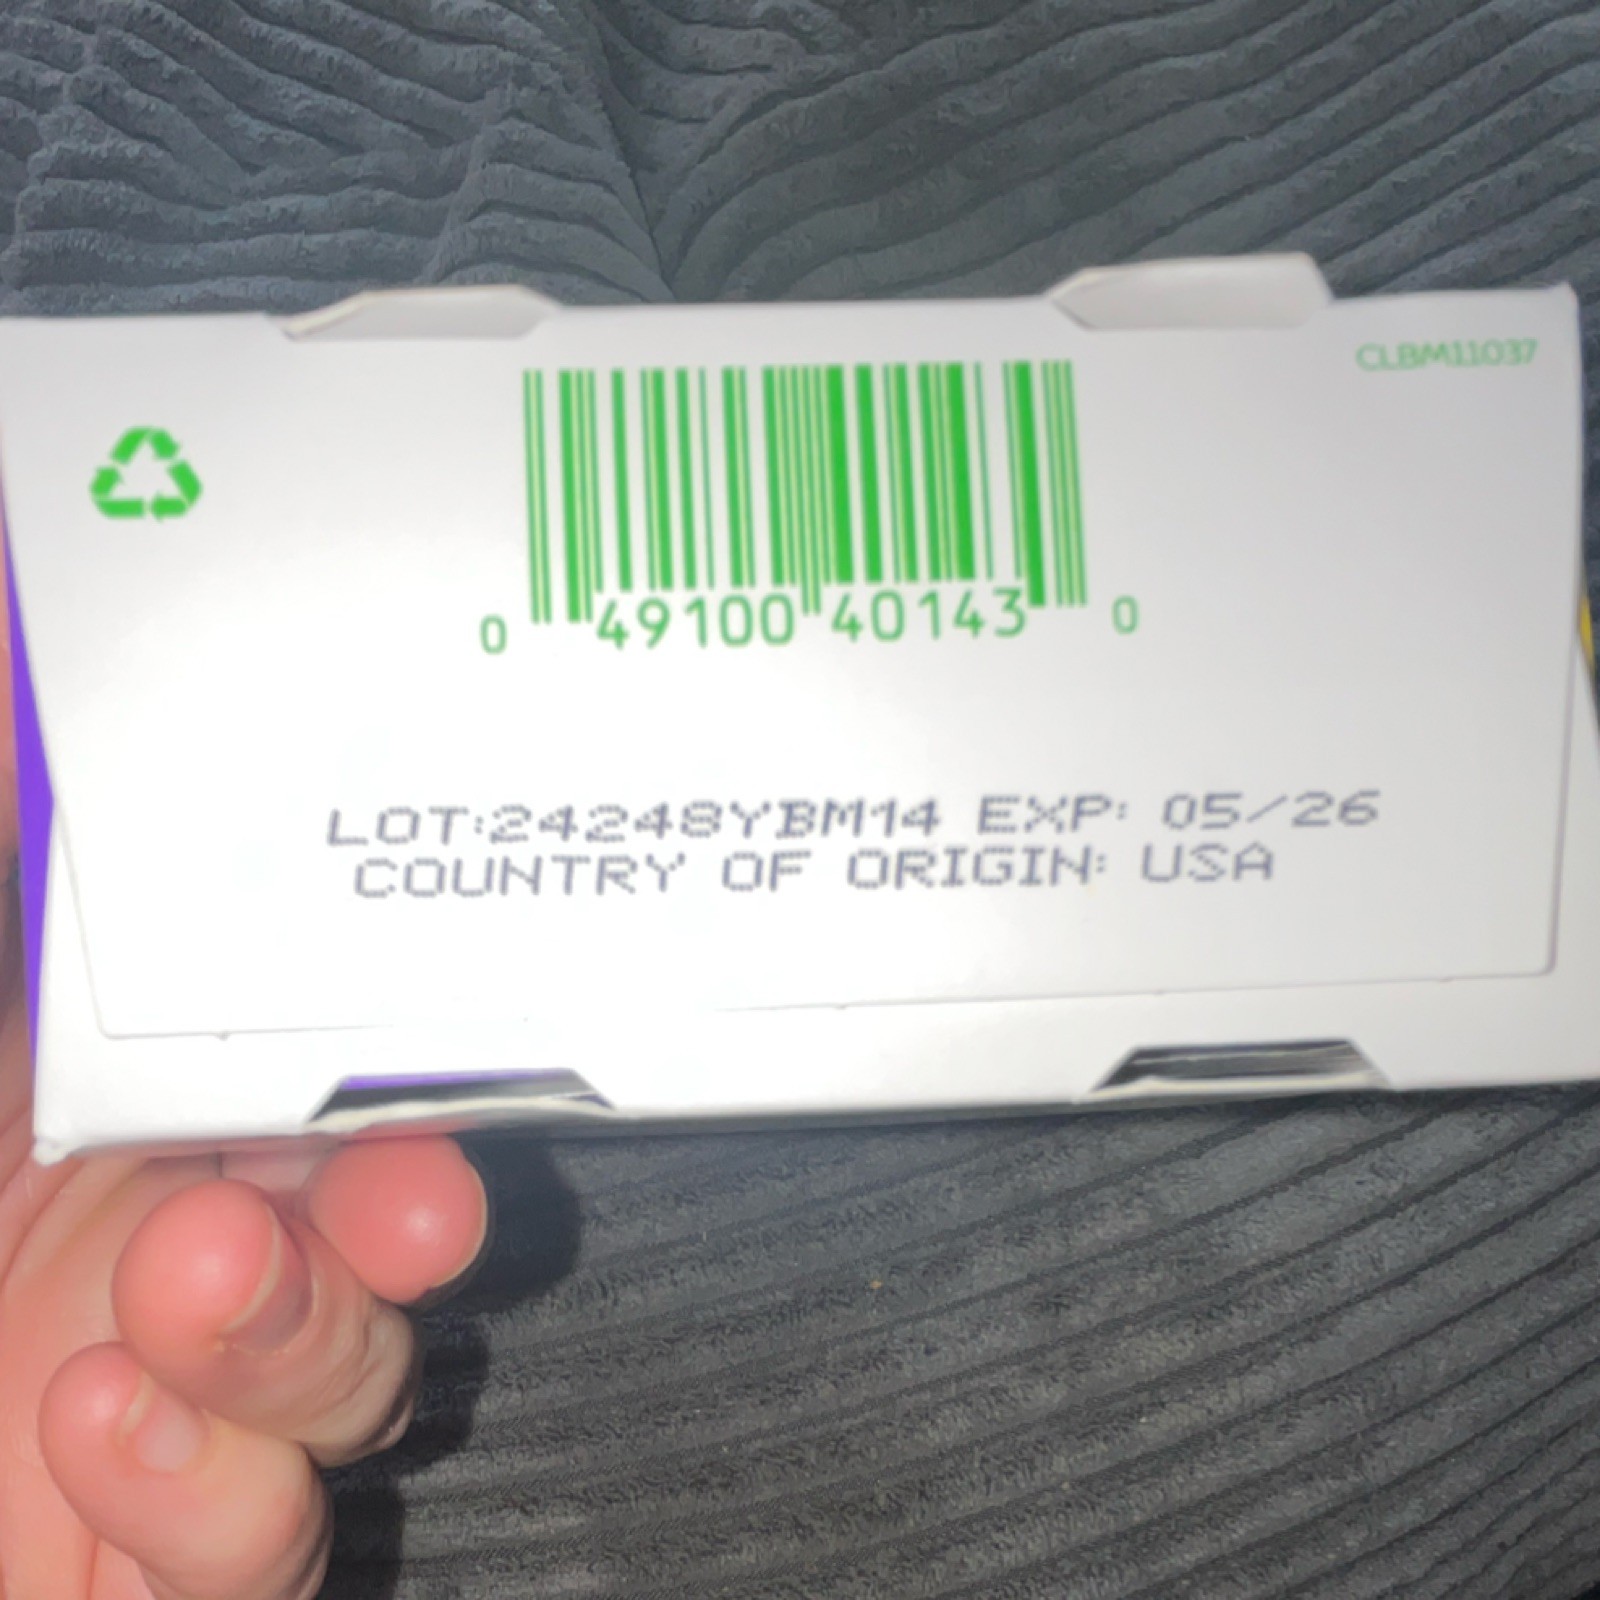 CLBM11037
0 49100 40143 0
LOT:24248YBM14 EXP: 05/26
COUNTRY OF ORIGIN: USA